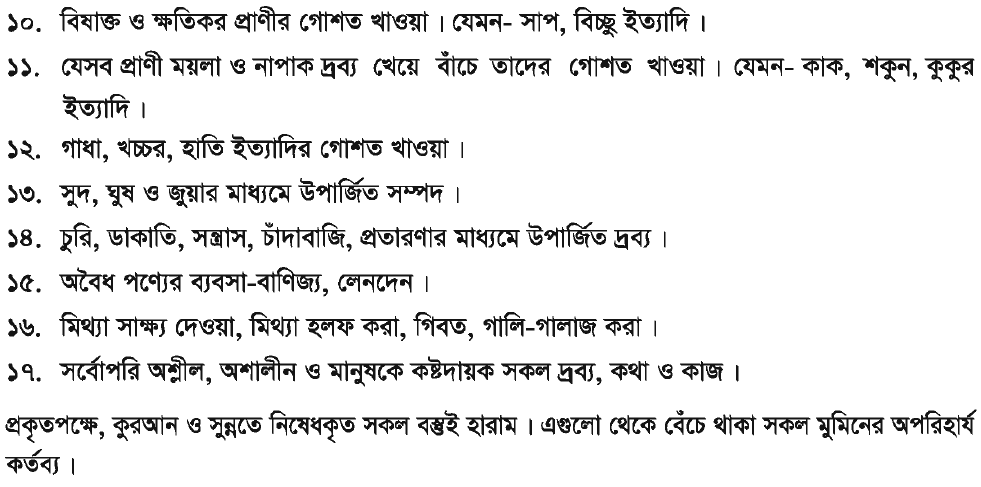 ১০. বিষাক্ত ও ক্ষতিকর প্রাণীর গোশত খাওয়া। যেমন- সাপ, বিচ্ছু ইত্যাদি।
১১. যেসব প্রাণী ময়লা ও নাপাক দ্রব্য খেয়ে বাঁচে তাদের গোশত খাওয়া। যেমন- কাক, শকুন, কুকুর
ইত্যাদি।
১২. গাধা, খচ্চর, হাতি ইত্যাদির গোশত খাওয়া।
১৩. সুদ, ঘুষ ও জুয়ার মাধ্যমে উপার্জিত সম্পদ।
১৪. চুরি, ডাকাতি, সন্ত্রাস, চাঁদাবাজি, প্রতারণার মাধ্যমে উপার্জিত দ্রব্য।
১৫. অবৈধ পণ্যের ব্যবসা-বাণিজ্য, লেনদেন।
১৬. মিথ্যা সাক্ষ্য দেওয়া, মিথ্যা হলফ করা, গিবত, গালি-গালাজ করা।
১৭. সর্বোপরি অশ্লীল, অশালীন ও মানুষকে কষ্টদায়ক সকল দ্রব্য, কথা ও কাজ।
প্রকৃতপক্ষে, কুরআন ও সুন্নতে নিষেধকৃত সকল বস্তুই হারাম। এগুলো থেকে বেঁচে থাকা সকল মুমিনের অপরিহার্য
কর্তব্য।